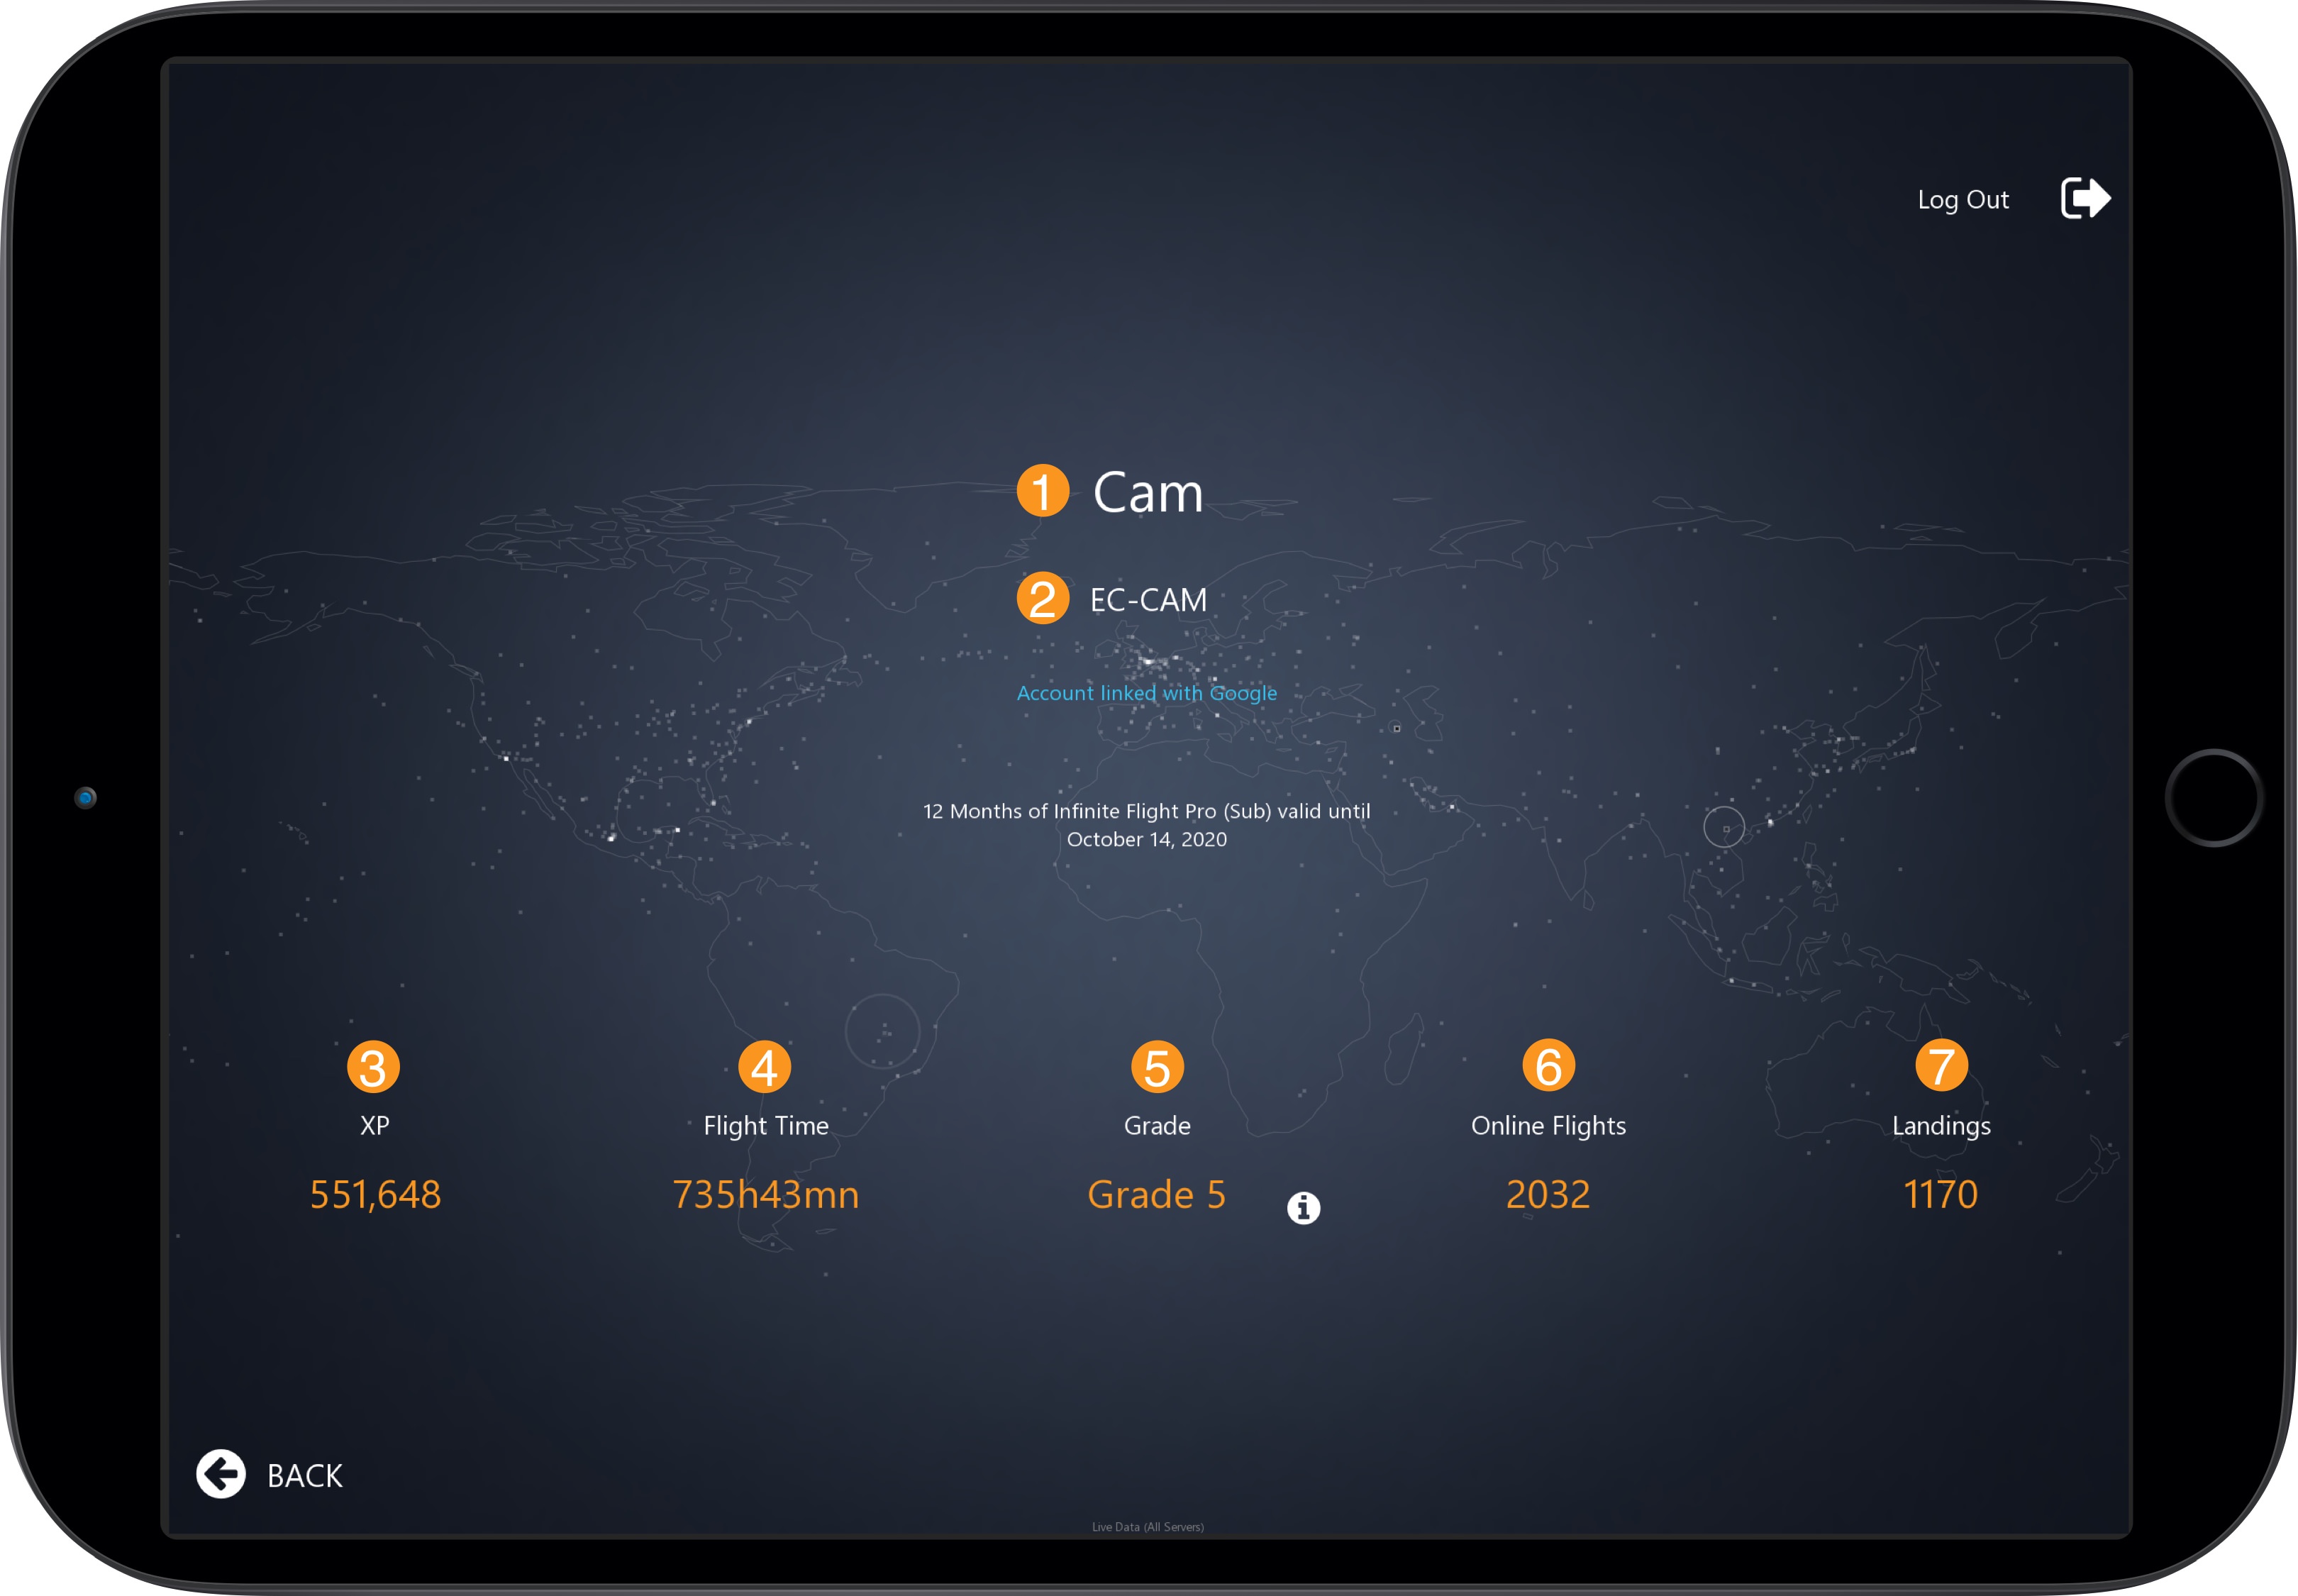 Log Out
1 Cam
2 EC-CAM
Account linked with Google
12 Months of Infinite Flight Pro (Sub) valid until
October 14, 2020
3 4 5 6 7
XP Flight Time Grade Online Flights Landings
551,648 735h43mn Grade 5 i 2032 1170
BACK
Live Data (All Servers)